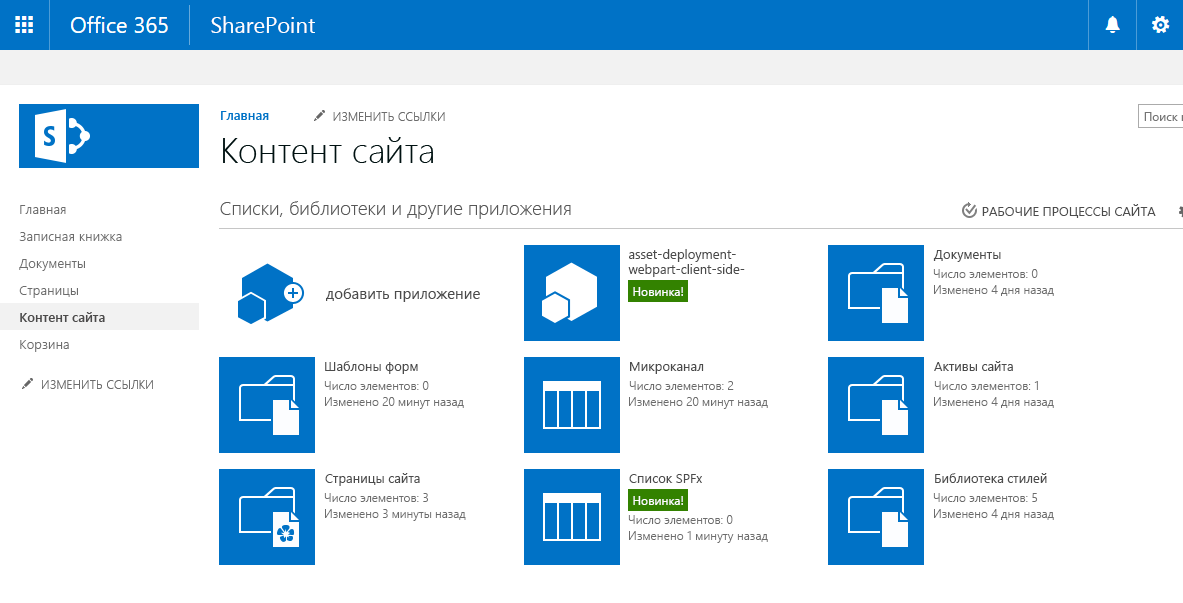 Office 365
SharePoint
Главная
ИЗМЕНИТЬ ССЫЛКИ
Поиск
Контент сайта
Главная
Записная книжка
Документы
Страницы
Контент сайта
Корзина
ИЗМЕНИТЬ ССЫЛКИ
Списки, библиотеки и другие приложения
РАБОЧИЕ ПРОЦЕССЫ САЙТА
добавить приложение
asset-deployment-
webpart-client-side-
Новинка!
Документы
Число элементов: 0
Изменено 4 дня назад
Шаблоны форм
Число элементов: 0
Изменено 20 минут назад
Микроканал
Число элементов: 2
Изменено 20 минут назад
Активы сайта
Число элементов: 1
Изменено 4 дня назад
Страницы сайта
Число элементов: 3
Изменено 3 минуты назад
Список SPFx
Новинка!
Число элементов: 0
Изменено 1 минуту назад
Библиотека стилей
Число элементов: 5
Изменено 4 дня назад